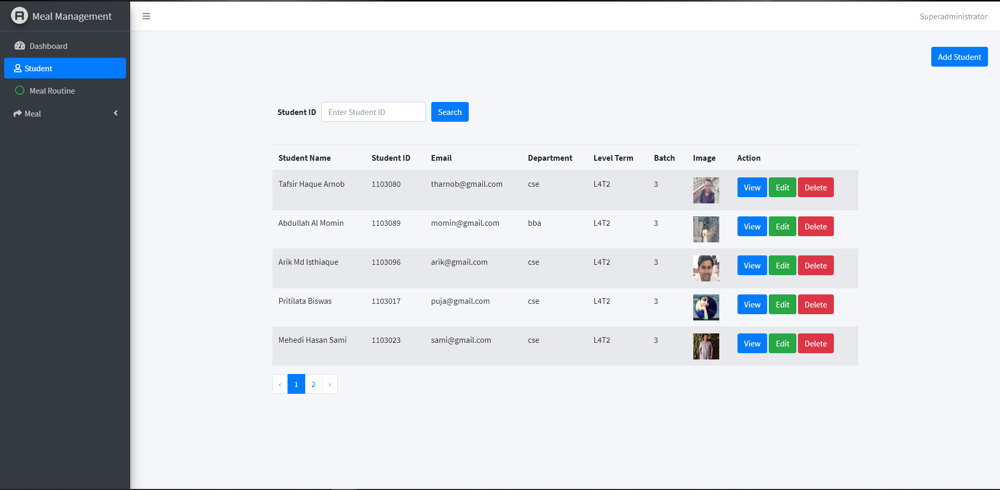 Meal Management
Superadministrator
Dashboard
Student
Meal Routine
Meal
Add Student
Student ID Enter Student ID Search
Student Name Student ID Email Department Level Term Batch Image Action
Tafsir Haque Arnob 1103080 tharnob@gmail.com cse L4T2 3 View Edit Delete
Abdullah Al Momin 1103089 momin@gmail.com bba L4T2 3 View Edit Delete
Arik Md Isthiaque 1103096 arik@gmail.com cse L4T2 3 View Edit Delete
Pritilata Biswas 1103017 puja@gmail.com cse L4T2 3 View Edit Delete
Mehedi Hasan Sami 1103023 sami@gmail.com cse L4T2 3 View Edit Delete
‹ 1 2 ›